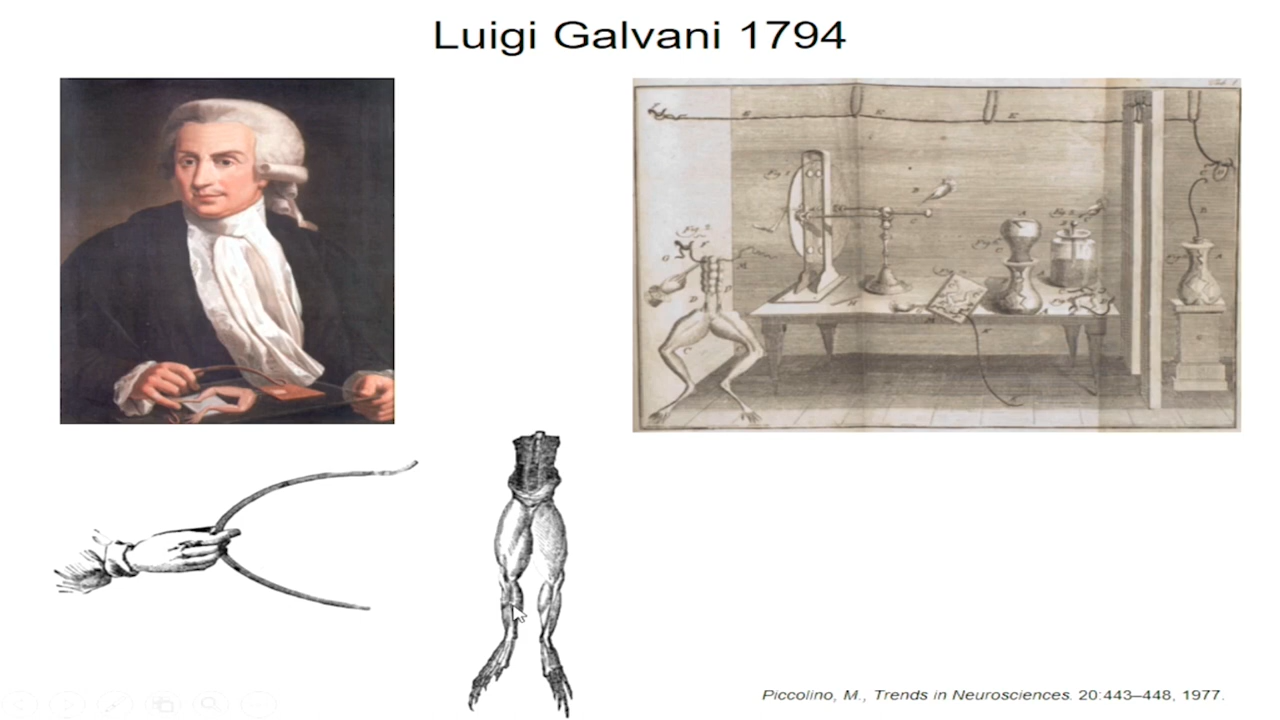 Luigi Galvani 1794
Piccolino, M., Trends in Neurosciences. 20:443–448, 1977.